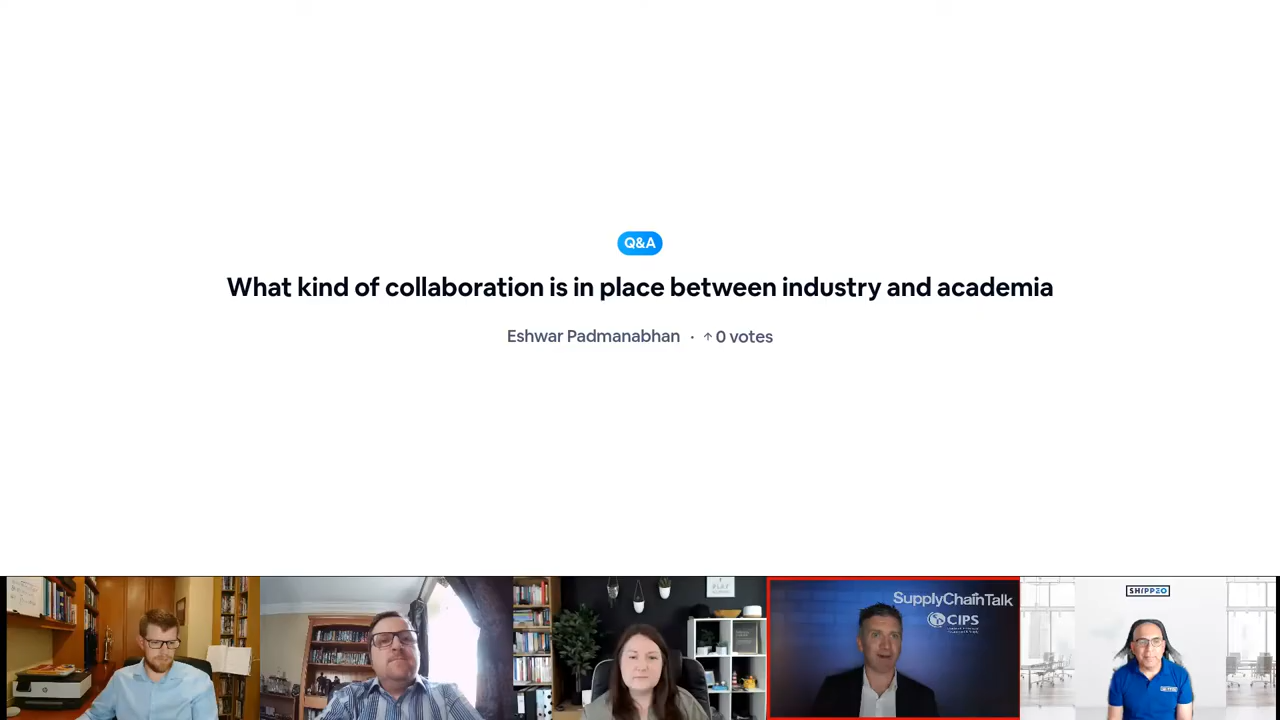 Q&A
What kind of collaboration is in place between industry and academia
Eshwar Padmanabhan · ↑ 0 votes
SupplyChainTalk
CIPS
SHIPPEO